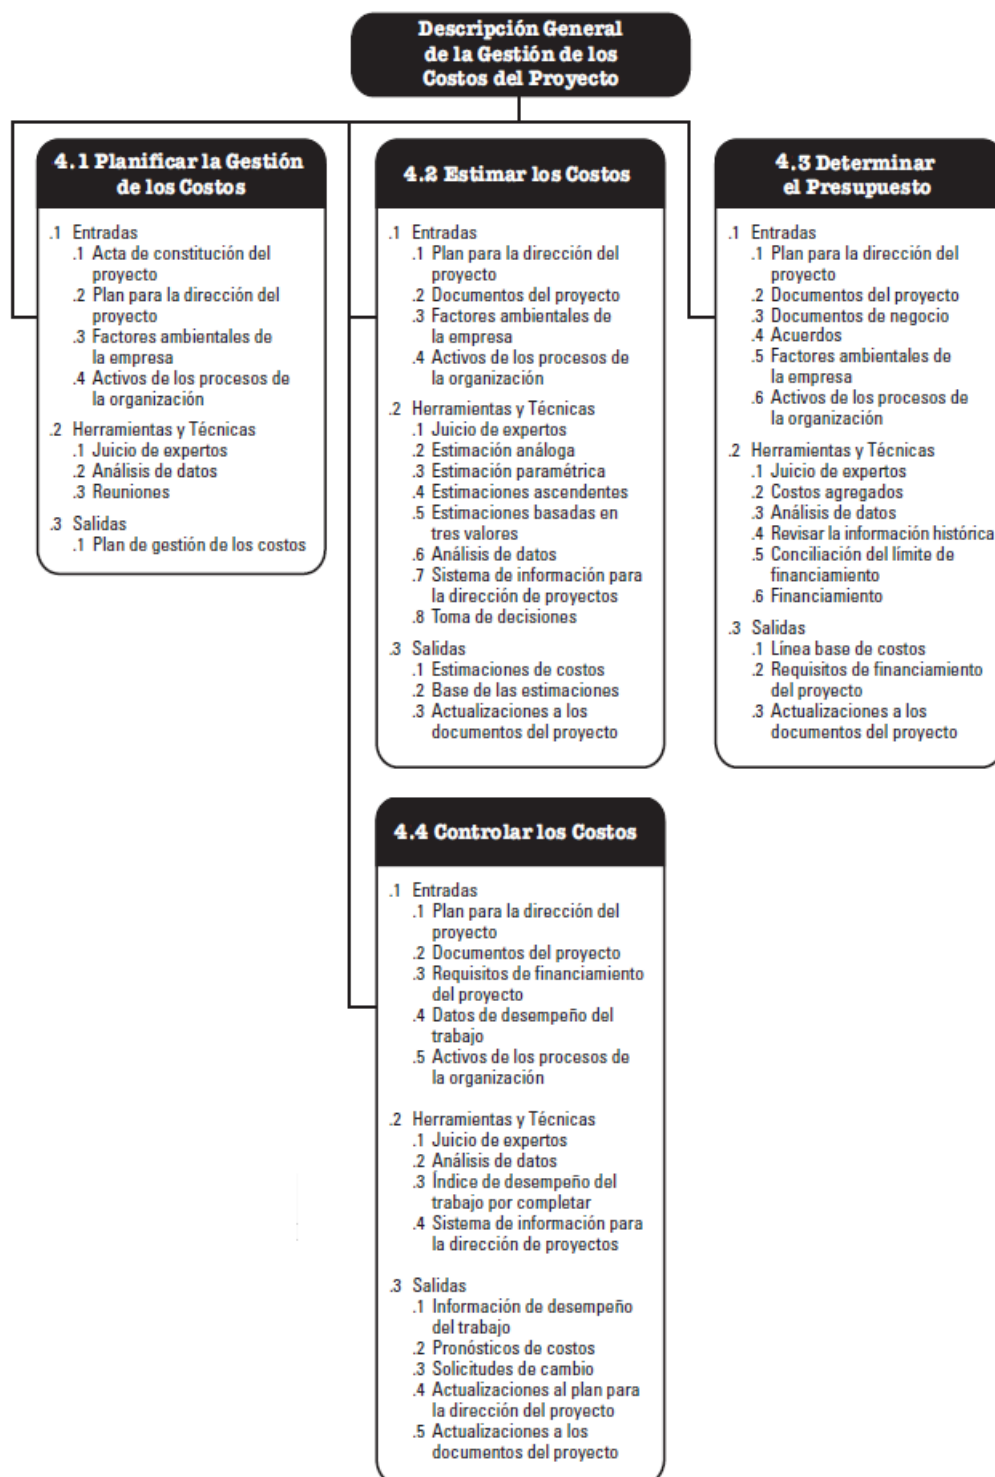 Descripción General
de la Gestión de los
Costos del Proyecto
4.1 Planificar la Gestión
de los Costos
.1 Entradas
.1 Acta de constitución del
proyecto
.2 Plan para la dirección del
proyecto
.3 Factores ambientales de
la empresa
.4 Activos de los procesos de
la organización
.2 Herramientas y Técnicas
.1 Juicio de expertos
.2 Análisis de datos
.3 Reuniones
.3 Salidas
.1 Plan de gestión de los costos
4.2 Estimar los Costos
.1 Entradas
.1 Plan para la dirección del
proyecto
.2 Documentos del proyecto
.3 Factores ambientales de
la empresa
.4 Activos de los procesos de
la organización
.2 Herramientas y Técnicas
.1 Juicio de expertos
.2 Estimación análoga
.3 Estimación paramétrica
.4 Estimaciones ascendentes
.5 Estimaciones basadas en
tres valores
.6 Análisis de datos
.7 Sistema de información para
la dirección de proyectos
.8 Toma de decisiones
.3 Salidas
.1 Estimaciones de costos
.2 Base de las estimaciones
.3 Actualizaciones a los
documentos del proyecto
4.3 Determinar
el Presupuesto
.1 Entradas
.1 Plan para la dirección del
proyecto
.2 Documentos del proyecto
.3 Documentos de negocio
.4 Acuerdos
.5 Factores ambientales de
la empresa
.6 Activos de los procesos de
la organización
.2 Herramientas y Técnicas
.1 Juicio de expertos
.2 Costos agregados
.3 Análisis de datos
.4 Revisar la información histórica
.5 Conciliación del límite de
financiamiento
.6 Financiamiento
.3 Salidas
.1 Línea base de costos
.2 Requisitos de financiamiento
del proyecto
.3 Actualizaciones a los
documentos del proyecto
4.4 Controlar los Costos
.1 Entradas
.1 Plan para la dirección del
proyecto
.2 Documentos del proyecto
.3 Requisitos de financiamiento
del proyecto
.4 Datos de desempeño del
trabajo
.5 Activos de los procesos de
la organización
.2 Herramientas y Técnicas
.1 Juicio de expertos
.2 Análisis de datos
.3 Índice de desempeño del
trabajo por completar
.4 Sistema de información para
la dirección de proyectos
.3 Salidas
.1 Información de desempeño
del trabajo
.2 Pronósticos de costos
.3 Solicitudes de cambio
.4 Actualizaciones al plan para
la dirección del proyecto
.5 Actualizaciones a los
documentos del proyecto